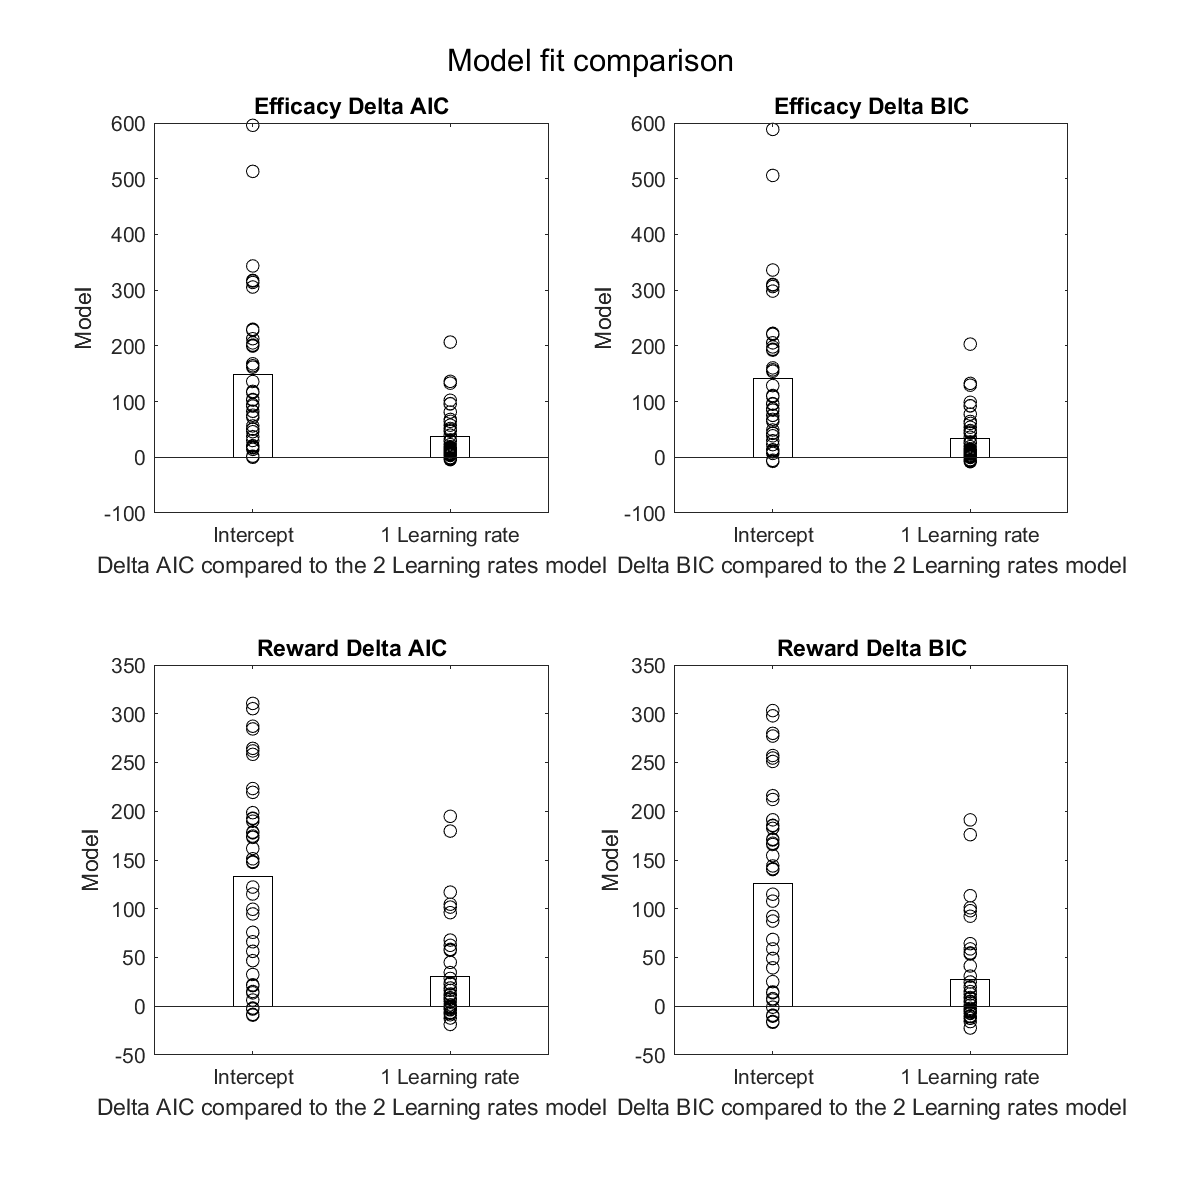 Model fit comparison
Efficacy Delta AIC
600
500
400
300
200
100
0
-100
Model
Intercept
1 Learning rate
Delta AIC compared to the 2 Learning rates model
Efficacy Delta BIC
600
500
400
300
200
100
0
-100
Model
Intercept
1 Learning rate
Delta BIC compared to the 2 Learning rates model
Reward Delta AIC
350
300
250
200
150
100
50
0
-50
Model
Intercept
1 Learning rate
Delta AIC compared to the 2 Learning rates model
Reward Delta BIC
350
300
250
200
150
100
50
0
-50
Model
Intercept
1 Learning rate
Delta BIC compared to the 2 Learning rates model